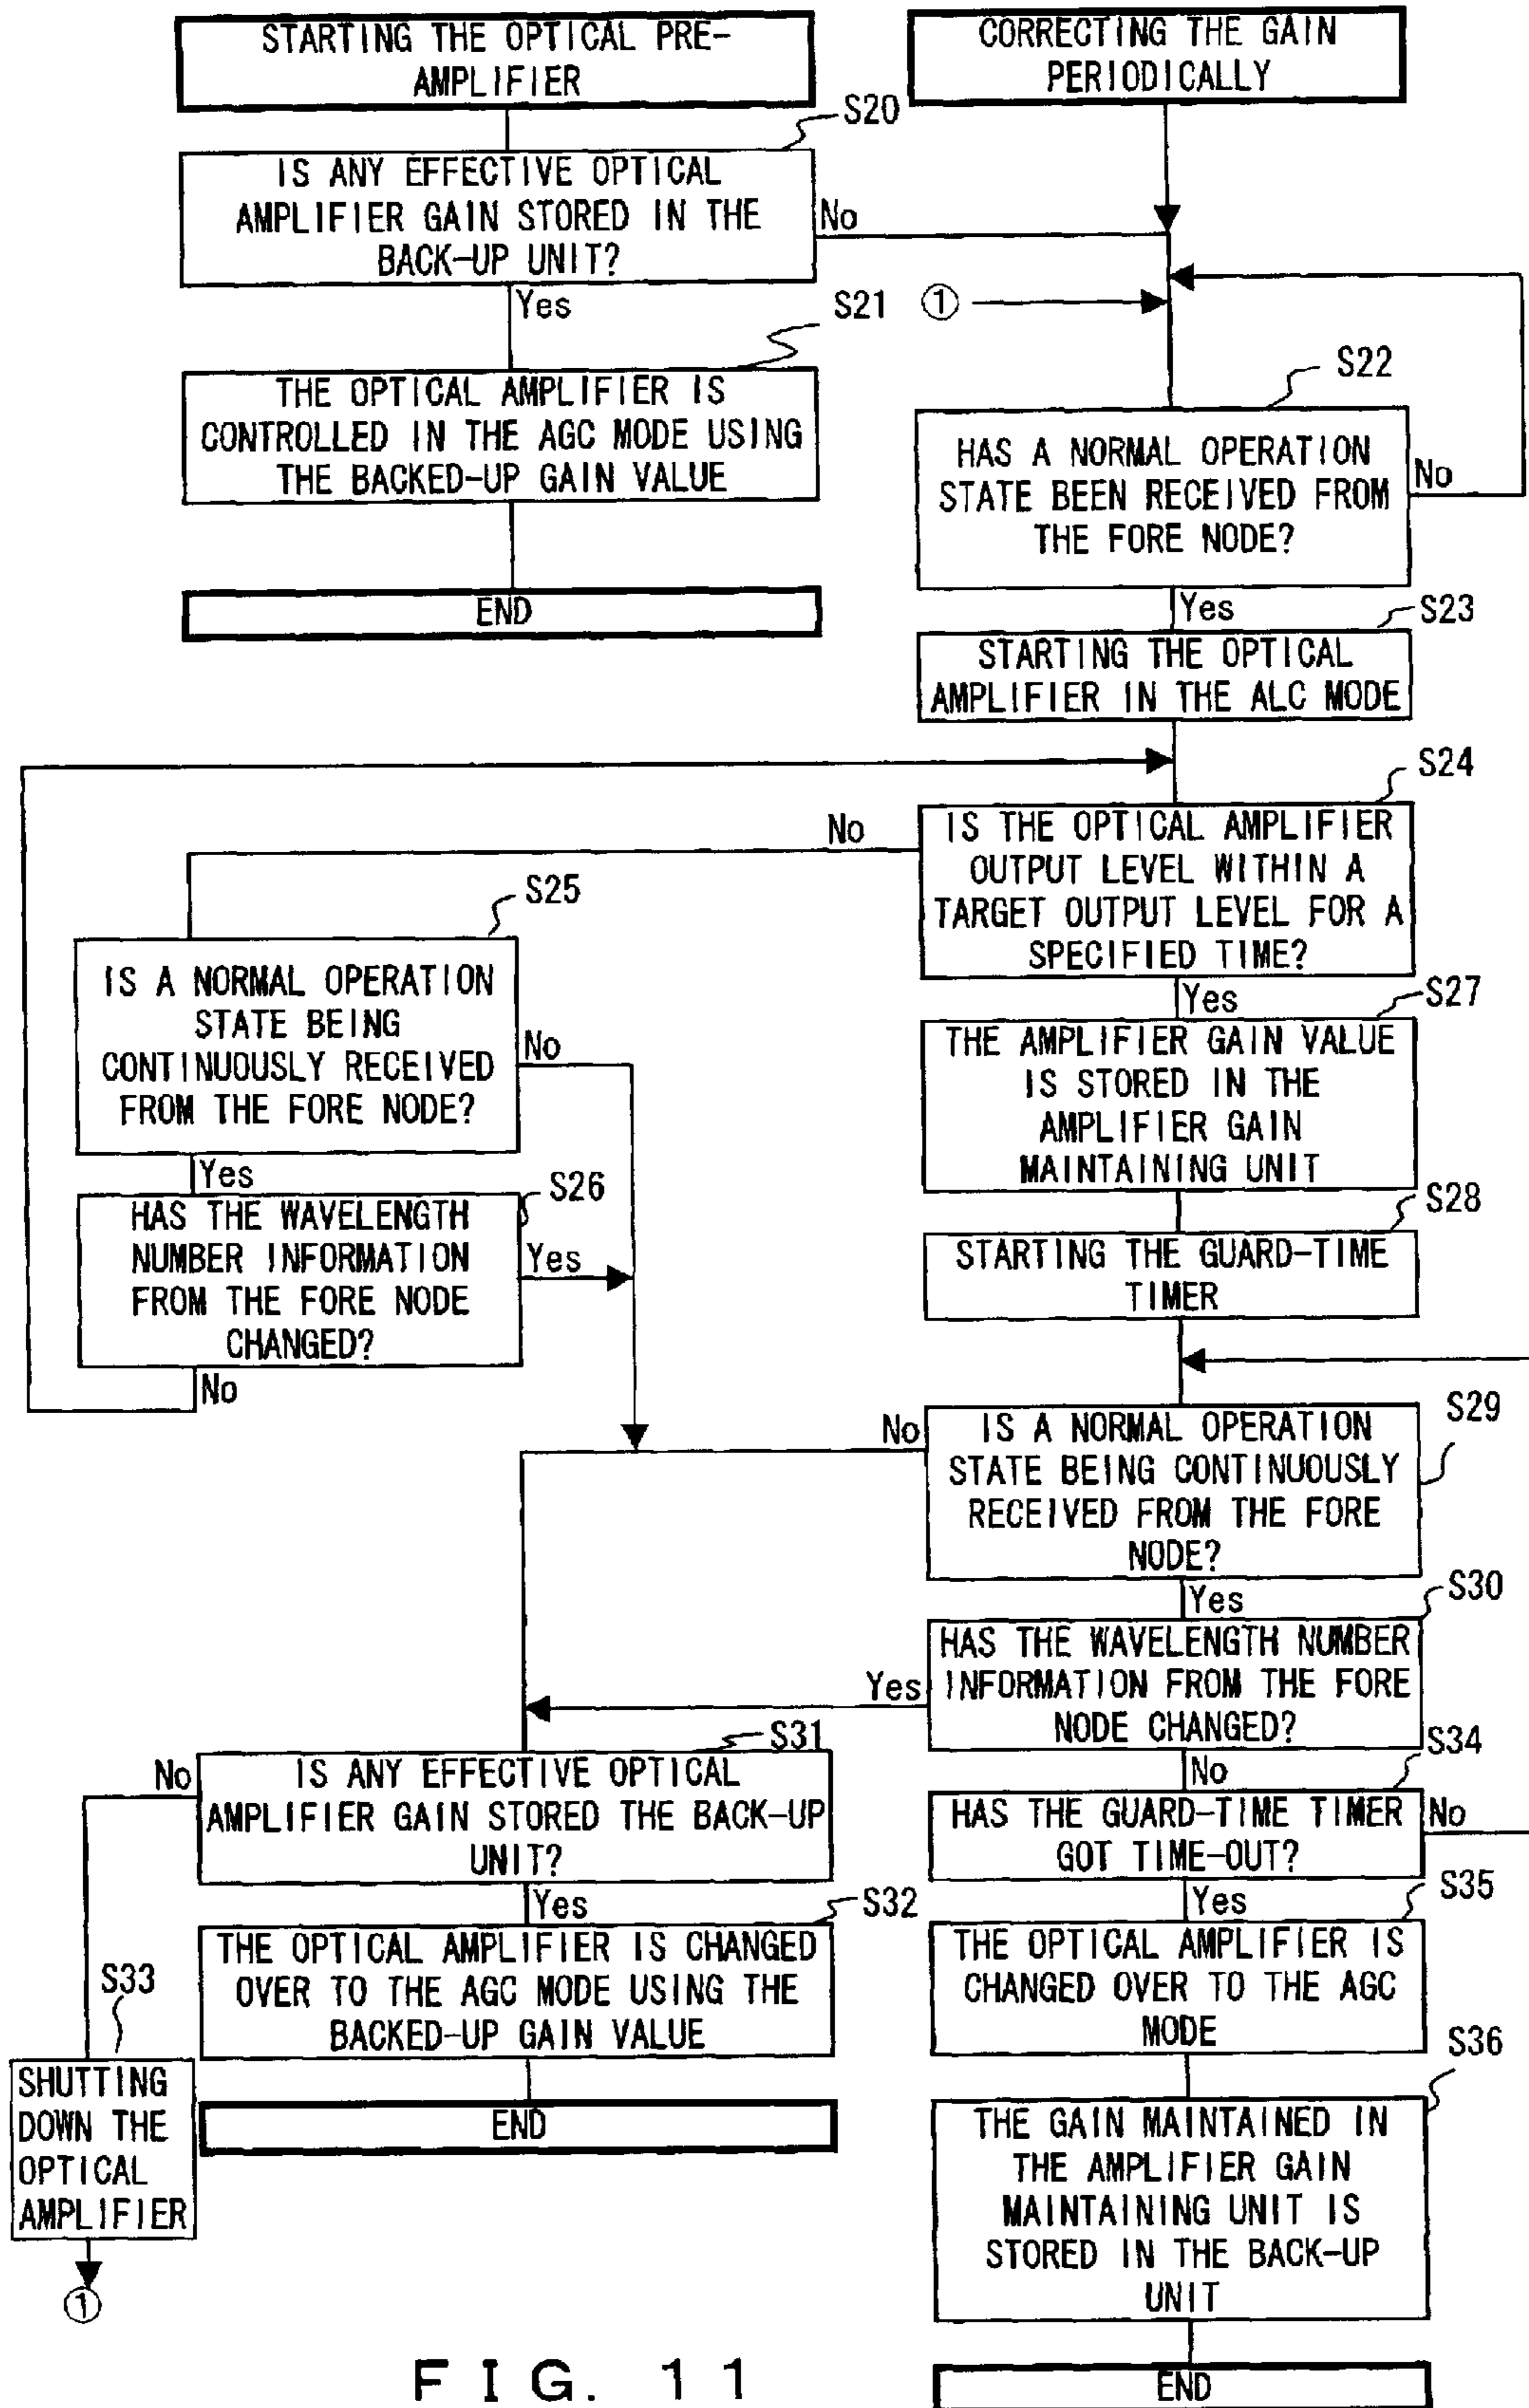 STARTING THE OPTICAL PRE-
AMPLIFIER
CORRECTING THE GAIN
PERIODICALLY
S20
IS ANY EFFECTIVE OPTICAL
AMPLIFIER GAIN STORED IN THE
BACK-UP UNIT?
No
Yes
S21
①
THE OPTICAL AMPLIFIER IS
CONTROLLED IN THE AGC MODE USING
THE BACKED-UP GAIN VALUE
END
S22
HAS A NORMAL OPERATION
STATE BEEN RECEIVED FROM
THE FORE NODE?
No
Yes
S23
STARTING THE OPTICAL
AMPLIFIER IN THE ALC MODE
S24
IS THE OPTICAL AMPLIFIER
OUTPUT LEVEL WITHIN A
TARGET OUTPUT LEVEL FOR A
SPECIFIED TIME?
No
Yes
S25
IS A NORMAL OPERATION
STATE BEING
CONTINUOUSLY RECEIVED
FROM THE FORE NODE?
No
Yes
S26
HAS THE WAVELENGTH
NUMBER INFORMATION
FROM THE FORE NODE
CHANGED?
Yes
No
S27
THE AMPLIFIER GAIN VALUE
IS STORED IN THE
AMPLIFIER GAIN
MAINTAINING UNIT
S28
STARTING THE GUARD-TIME
TIMER
S29
IS A NORMAL OPERATION
STATE BEING CONTINUOUSLY
RECEIVED FROM THE FORE
NODE?
No
Yes
S30
HAS THE WAVELENGTH NUMBER
INFORMATION FROM THE FORE
NODE CHANGED?
Yes
No
S31
IS ANY EFFECTIVE OPTICAL
AMPLIFIER GAIN STORED THE BACK-UP
UNIT?
No
Yes
S32
THE OPTICAL AMPLIFIER IS CHANGED
OVER TO THE AGC MODE USING THE
BACKED-UP GAIN VALUE
END
S33
SHUTTING
DOWN THE
OPTICAL
AMPLIFIER
①
S34
HAS THE GUARD-TIME TIMER
GOT TIME-OUT?
No
Yes
S35
THE OPTICAL AMPLIFIER IS
CHANGED OVER TO THE AGC
MODE
S36
THE GAIN MAINTAINED IN
THE AMPLIFIER GAIN
MAINTAINING UNIT IS
STORED IN THE BACK-UP
UNIT
END
FIG. 11